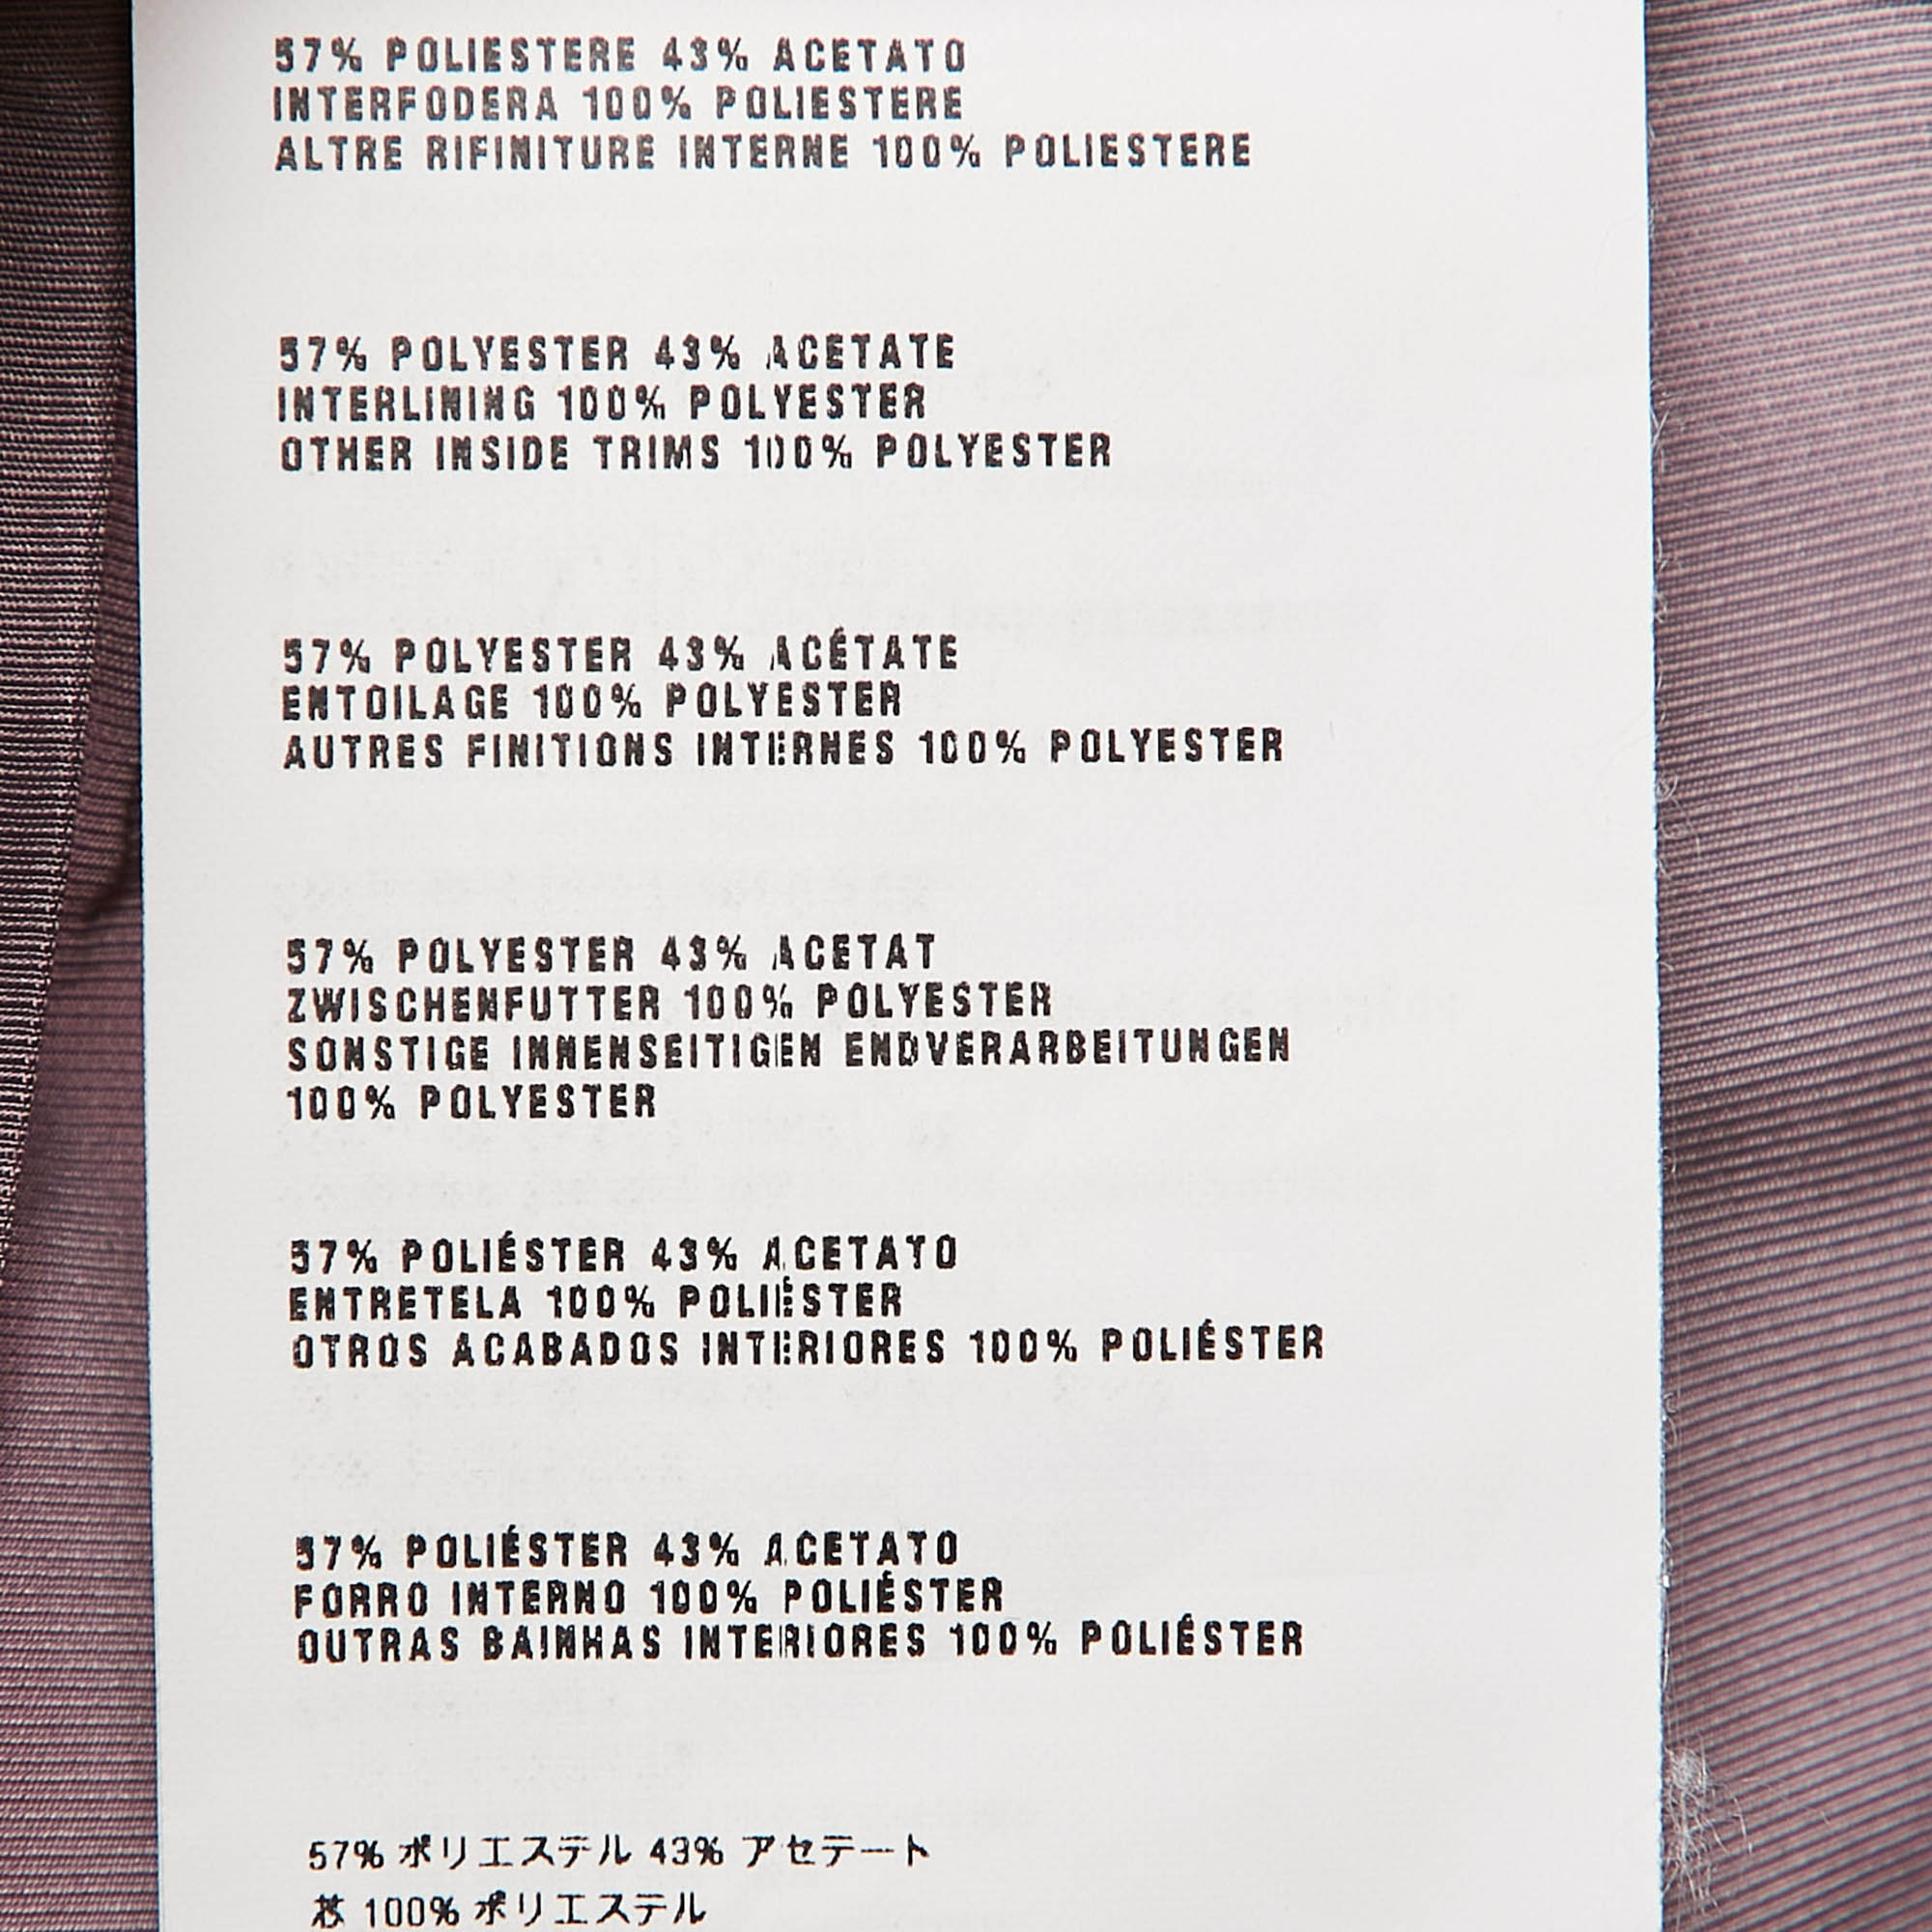 57% POLIESTERE 43% ACETATO
INTERFODERA 100% POLIESTERE
ALTRE RIFINITURE INTERNE 100% POLIESTERE
57% POLYESTER 43% ACETATE
INTERLINING 100% POLYESTER
OTHER INSIDE TRIMS 100% POLYESTER
57% POLYESTER 43% ACÉTATE
ENTOILAGE 100% POLYESTER
AUTRES FINITIONS INTERNES 100% POLYESTER
57% POLYESTER 43% ACETAT
ZWISCHENFUTTER 100% POLYESTER
SONSTIGE INNENSEITIGEN ENDVERARBEITUNGEN
100% POLYESTER
57% POLIÉSTER 43% ACETATO
ENTRETELA 100% POLIÉSTER
OTROS ACABADOS INTERIORES 100% POLIÉSTER
57% POLIÉSTER 43% ACETATO
FORRO INTERNO 100% POLIÉSTER
OUTRAS BAINHAS INTERIORES 100% POLIÉSTER
57% ポリエステル 43% アセテート
芯 100% ポリエステル